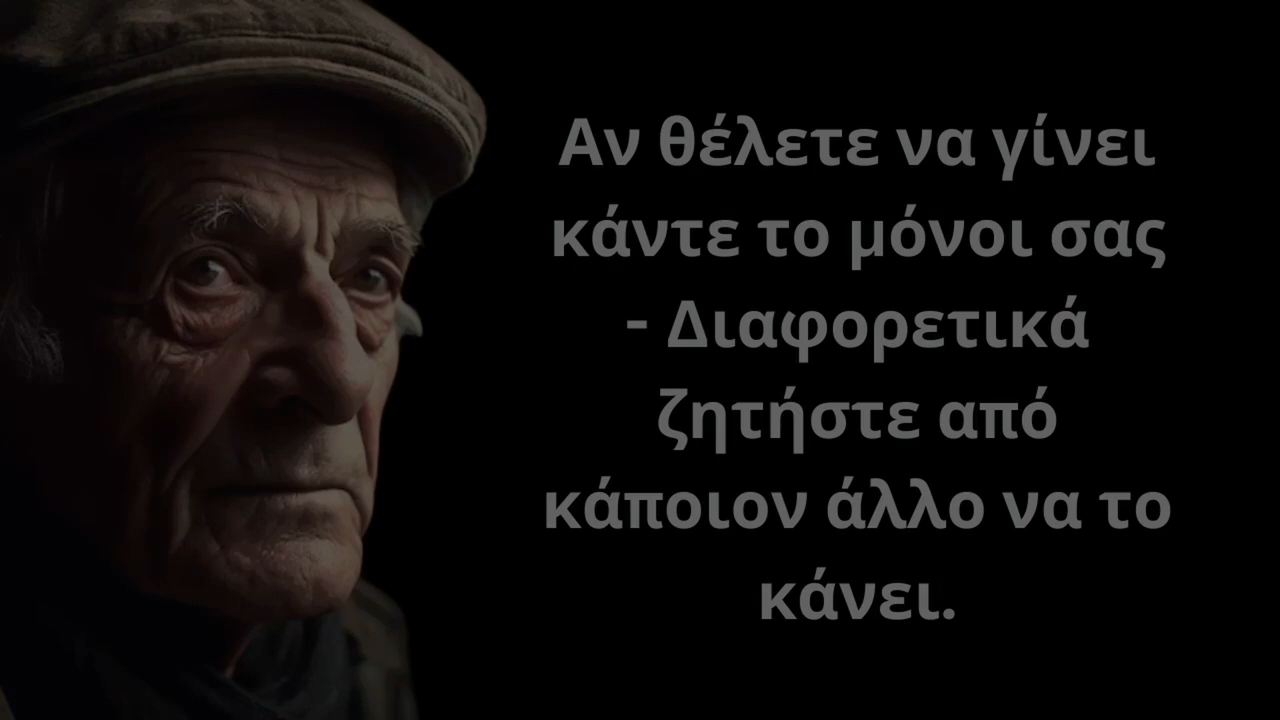 Αν θέλετε να γίνει
κάντε το μόνοι σας
- Διαφορετικά
ζητήστε από
κάποιον άλλο να το
κάνει.